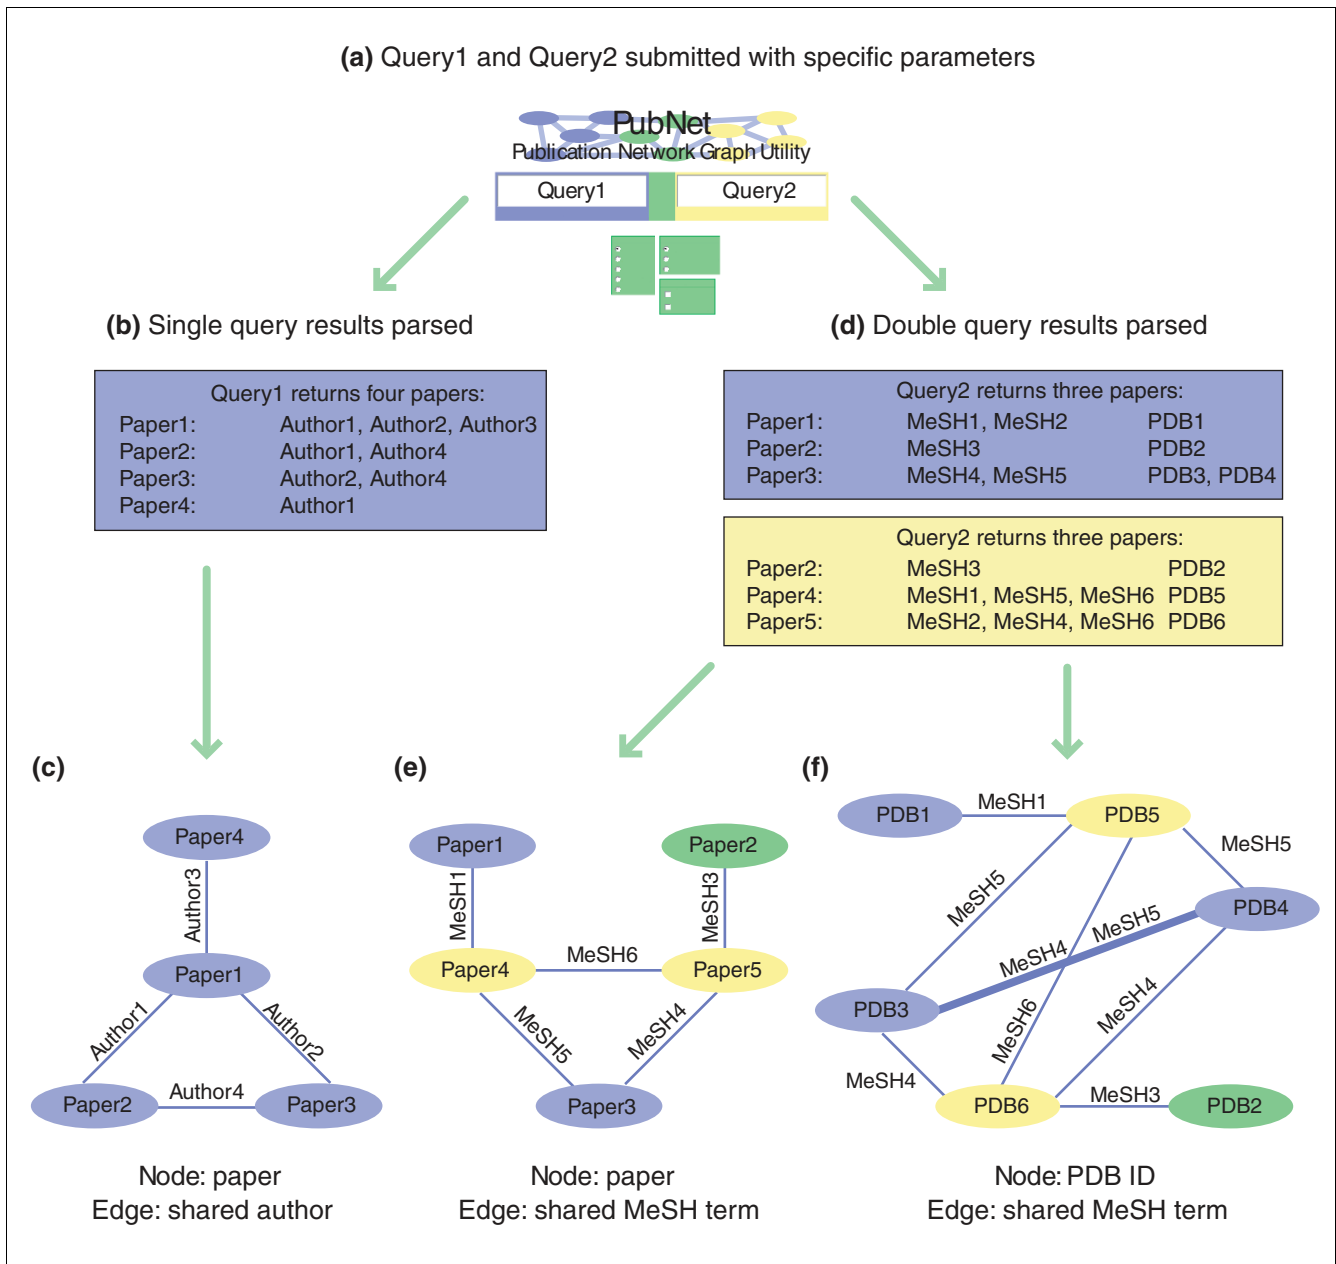 (a) Query1 and Query2 submitted with specific parameters
PubNet
Publication Network Graph Utility
Query1
Query2
(b) Single query results parsed
Query1 returns four papers:
Paper1: Author1, Author2, Author3
Paper2: Author1, Author4
Paper3: Author2, Author4
Paper4: Author1
(d) Double query results parsed
Query2 returns three papers:
Paper1: MeSH1, MeSH2 PDB1
Paper2: MeSH3 PDB2
Paper3: MeSH4, MeSH5 PDB3, PDB4
Query2 returns three papers:
Paper2: MeSH3 PDB2
Paper4: MeSH1, MeSH5, MeSH6 PDB5
Paper5: MeSH2, MeSH4, MeSH6 PDB6
(c)
Paper4
Author3
Paper1
Author1
Author2
Paper2
Author4
Paper3
Node: paper
Edge: shared author
(e)
Paper1
Paper2
MeSH1
MeSH3
Paper4
MeSH6
Paper5
MeSH5
MeSH4
Paper3
Node: paper
Edge: shared MeSH term
(f)
PDB1
MeSH1
PDB5
MeSH5
MeSH5
PDB4
MeSH5
MeSH4
PDB3
MeSH6
MeSH4
MeSH4
PDB6
MeSH3
PDB2
Node: PDB ID
Edge: shared MeSH term